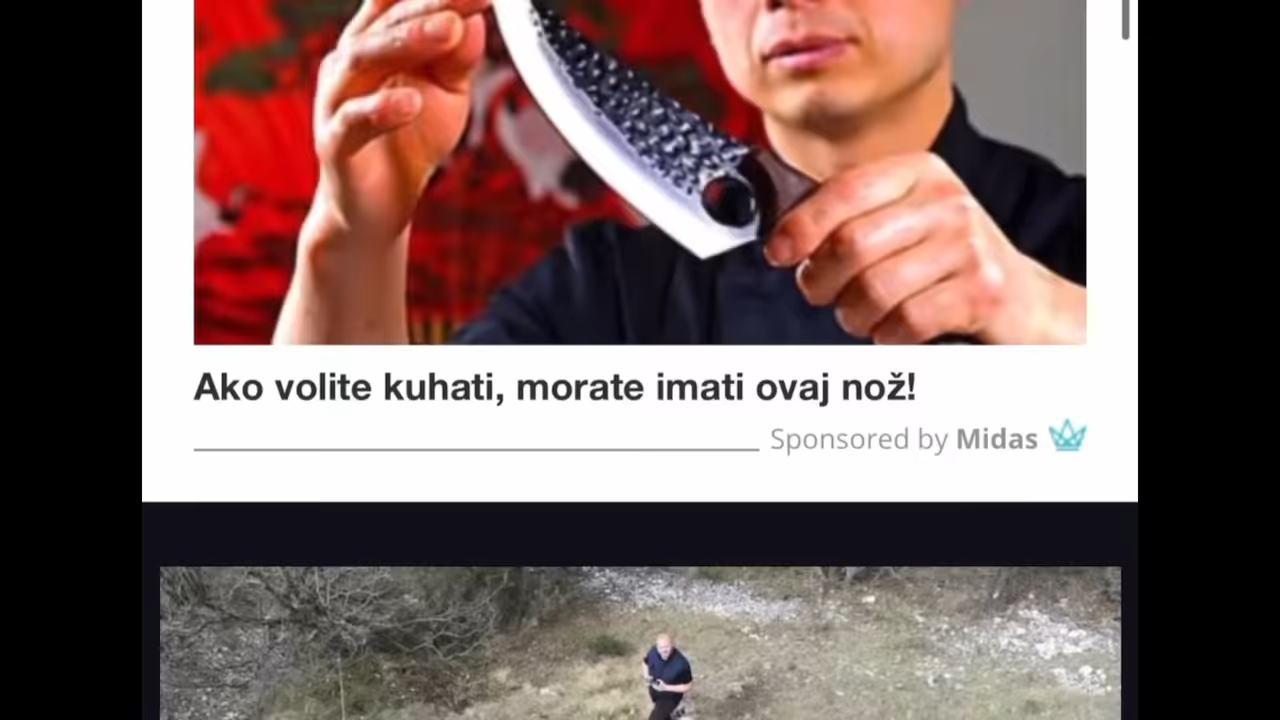 Ako volite kuhati, morate imati ovaj nož!
Sponsored by Midas